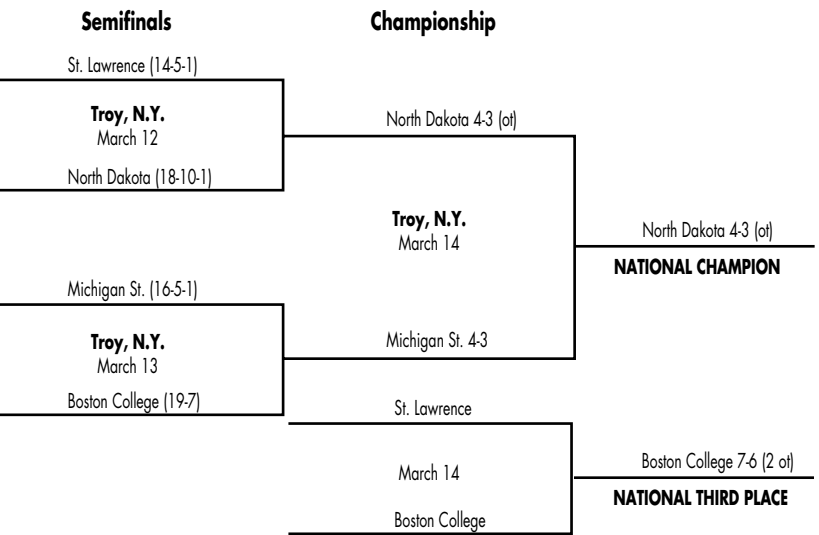 Semifinals
Championship
St. Lawrence (14-5-1)
Troy, N.Y.
March 12
North Dakota (18-10-1)
North Dakota 4-3 (ot)
Troy, N.Y.
March 14
North Dakota 4-3 (ot)
NATIONAL CHAMPION
Michigan St. (16-5-1)
Troy, N.Y.
March 13
Boston College (19-7)
Michigan St. 4-3
St. Lawrence
March 14
Boston College
Boston College 7-6 (2 ot)
NATIONAL THIRD PLACE